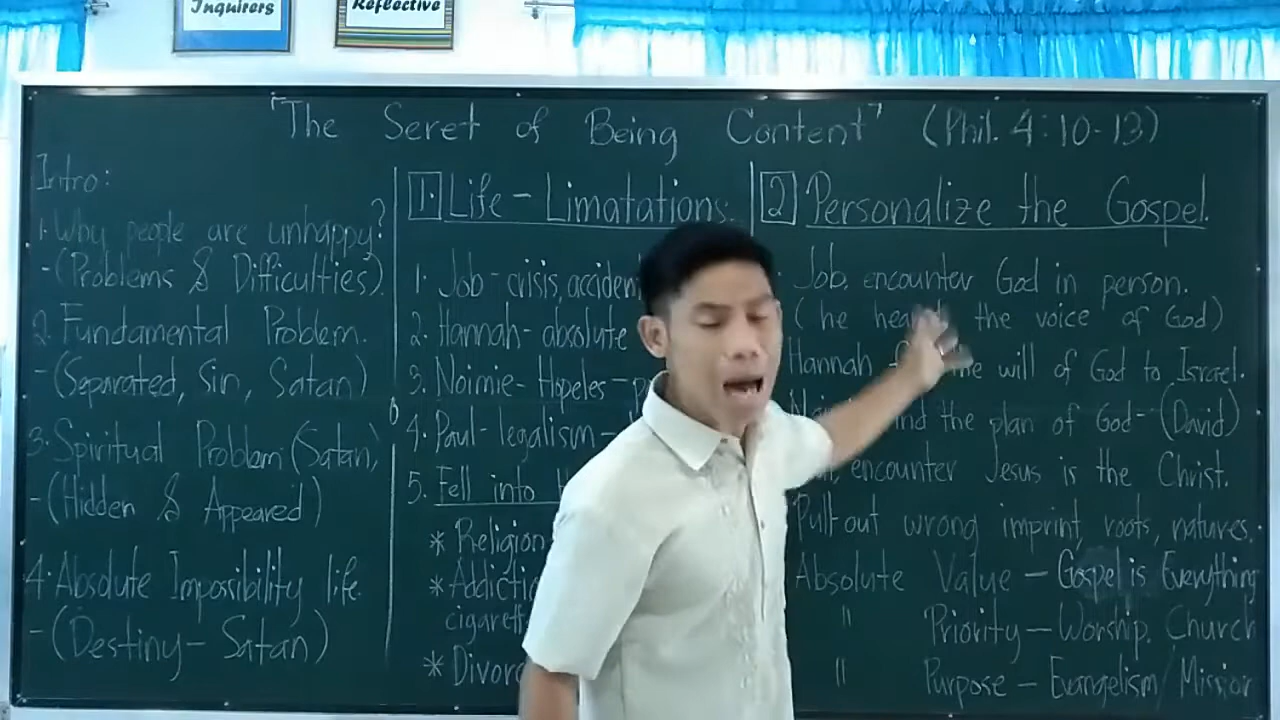 Inquirers
Reflective
"The Seret of Being Content" (Phil. 4:10-13)
Intro:
1. Why people are unhappy?
- (Problems & Difficulties)
2. Fundamental Problem.
- (Separated, Sin, Satan)
3. Spiritual Problem (Satan,
- (Hidden & Appeared)
4. Absolute Impossibility life.
- (Destiny - Satan)
1. Life - Limatations.
1. Job - crisis, acciden
2. Hannah - absolute
3. Noimie - Hopeles -
4. Paul - legalism -
5. Fell into
* Religion
* Addictio
cigarett
* Divorc
2 Personalize the Gospel.
Job, encounter God in person.
(he heard the voice of God)
Hannah the will of God to Israel.
the plan of God - (David)
encounter Jesus is the Christ.
Pull-out wrong imprint, roots, natures.
Absolute Value - Gospel is Everything
" Priority - Worship, Church
" Purpose - Evangelism/Mission